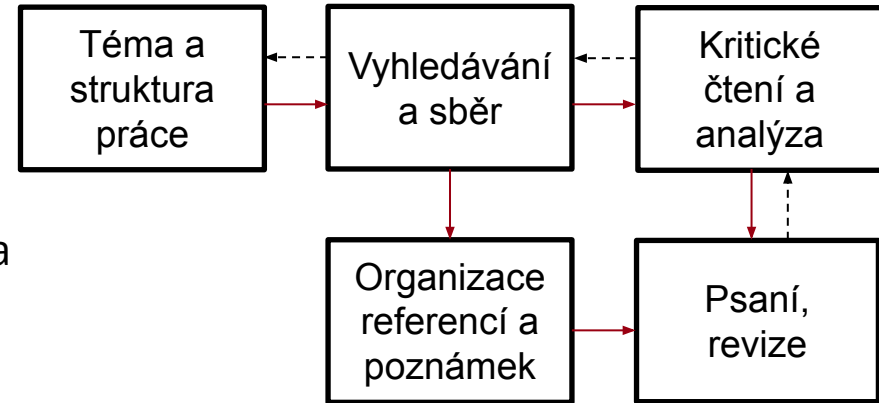 Téma a
struktura
práce
Vyhledávání
a sběr
Kritické
čtení a
analýza
a
Organizace
referencí a
poznámek
Psaní,
revize